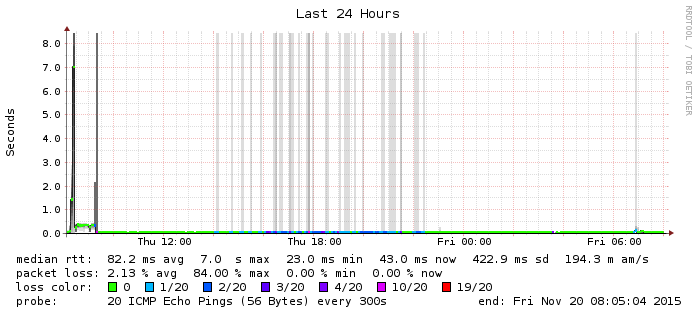 Last 24 Hours
RRDTOOL / TOBI OETIKER
Seconds
8.0
7.0
6.0
5.0
4.0
3.0
2.0
1.0
0.0
Thu 12:00 Thu 18:00 Fri 00:00 Fri 06:00
median rtt: 82.2 ms avg 7.0 s max 23.0 ms min 43.0 ms now 422.9 ms sd 194.3 m am/s
packet loss: 2.13 % avg 84.00 % max 0.00 % min 0.00 % now
loss color: 0 1/20 2/20 3/20 4/20 10/20 19/20
probe: 20 ICMP Echo Pings (56 Bytes) every 300s end: Fri Nov 20 08:05:04 2015